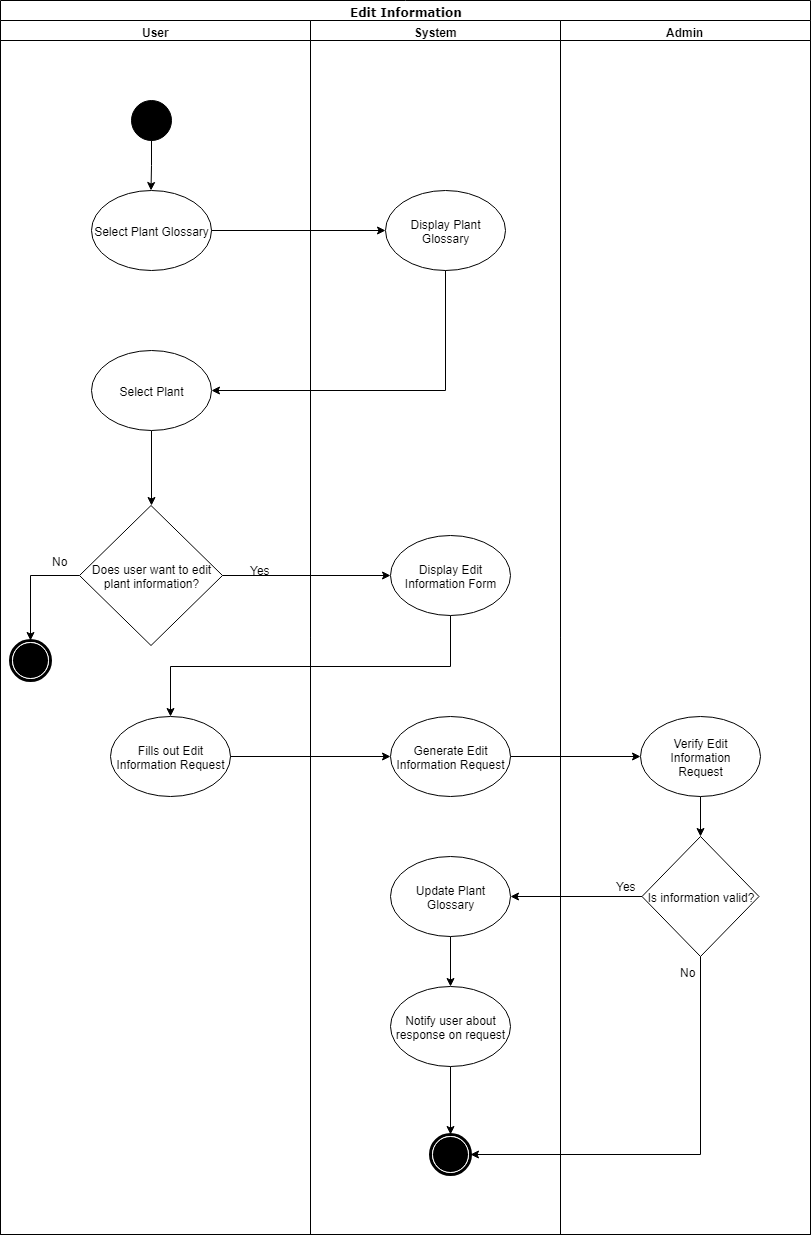 Edit Information
User
System
Admin
Select Plant Glossary
Display Plant
Glossary
Select Plant
No
Does user want to edit
plant information?
Yes
Display Edit
Information Form
Fills out Edit
Information Request
Generate Edit
Information Request
Verify Edit
Information
Request
Update Plant
Glossary
Yes
Is information valid?
No
Notify user about
response on request